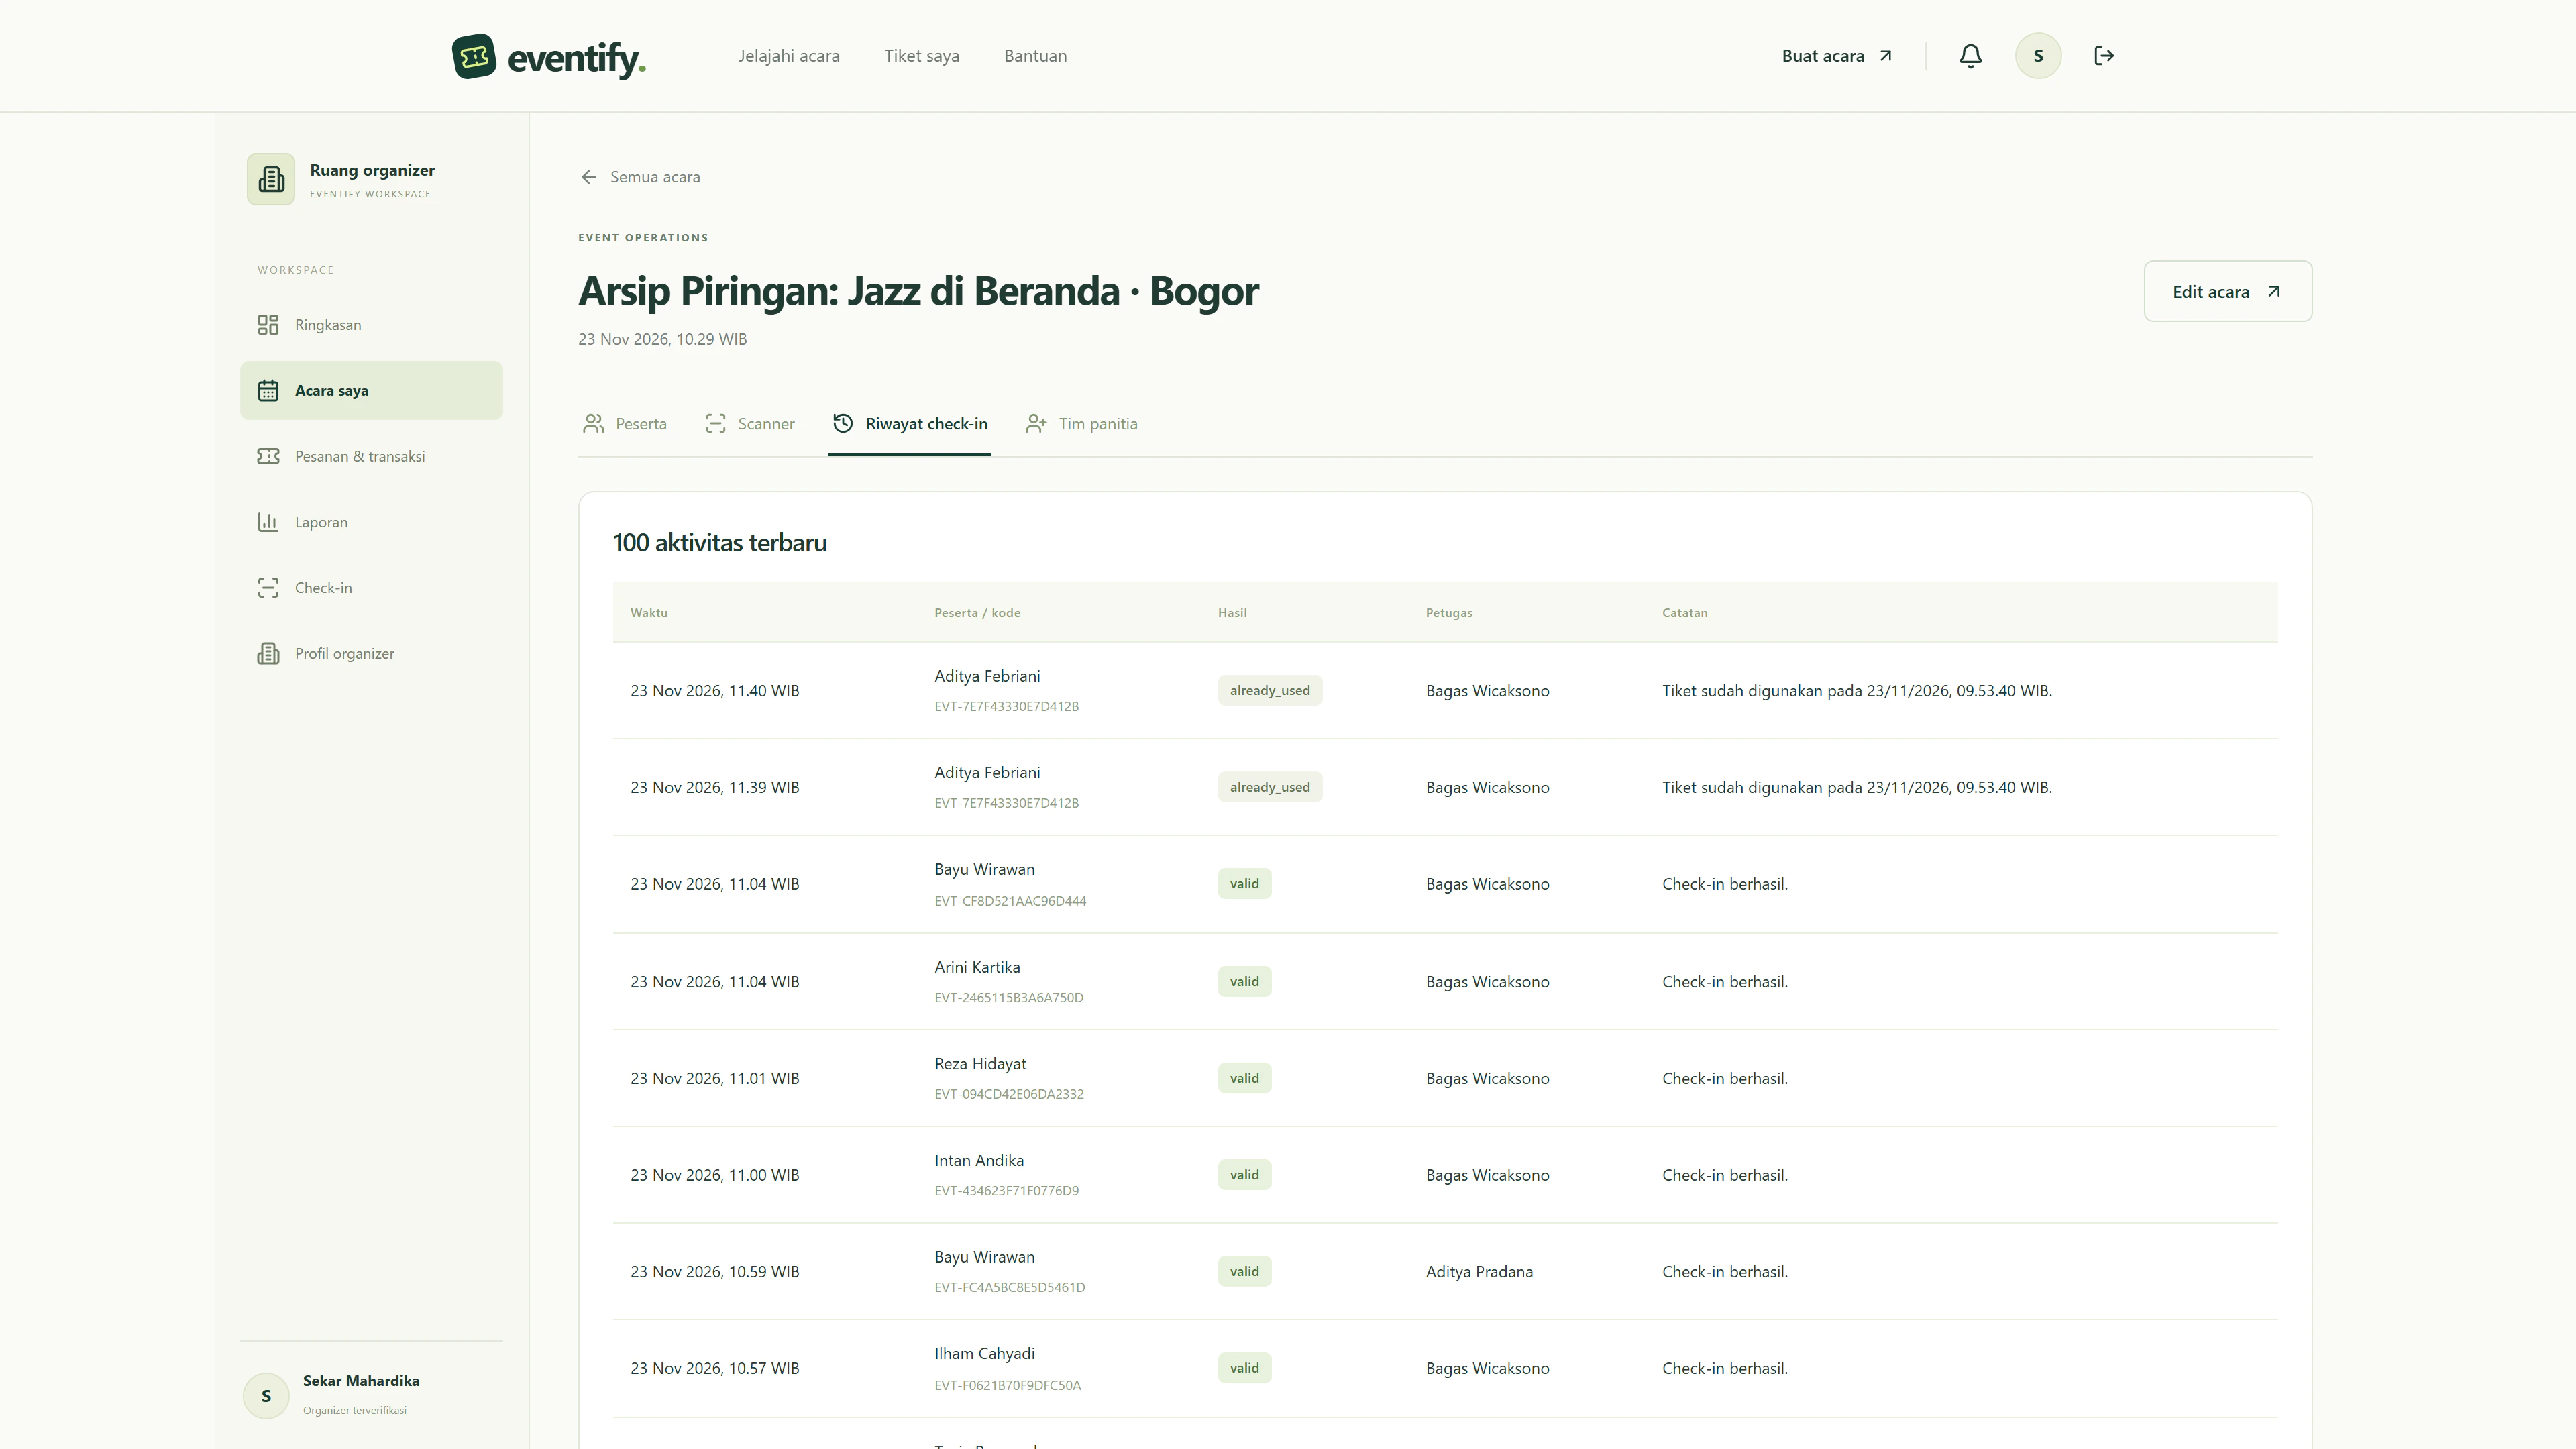 eventify.
Jelajahi acara
Tiket saya
Bantuan
Buat acara
S
Ruang organizer
EVENTIFY WORKSPACE
WORKSPACE
Ringkasan
Acara saya
Pesanan & transaksi
Laporan
Check-in
Profil organizer
S
Sekar Mahardika
Organizer terverifikasi
Semua acara
EVENT OPERATIONS
Arsip Piringan: Jazz di Beranda · Bogor
23 Nov 2026, 10.29 WIB
Edit acara
Peserta
Scanner
Riwayat check-in
Tim panitia
100 aktivitas terbaru
Waktu Peserta / kode Hasil Petugas Catatan
23 Nov 2026, 11.40 WIB
Aditya Febriani
EVT-7E7F43330E7D412B
already_used
Bagas Wicaksono
Tiket sudah digunakan pada 23/11/2026, 09.53.40 WIB.
23 Nov 2026, 11.39 WIB
Aditya Febriani
EVT-7E7F43330E7D412B
already_used
Bagas Wicaksono
Tiket sudah digunakan pada 23/11/2026, 09.53.40 WIB.
23 Nov 2026, 11.04 WIB
Bayu Wirawan
EVT-CF8D521AAC96D444
valid
Bagas Wicaksono
Check-in berhasil.
23 Nov 2026, 11.04 WIB
Arini Kartika
EVT-2465115B3A6A750D
valid
Bagas Wicaksono
Check-in berhasil.
23 Nov 2026, 11.01 WIB
Reza Hidayat
EVT-094CD42E06DA2332
valid
Bagas Wicaksono
Check-in berhasil.
23 Nov 2026, 11.00 WIB
Intan Andika
EVT-434623F71F0776D9
valid
Bagas Wicaksono
Check-in berhasil.
23 Nov 2026, 10.59 WIB
Bayu Wirawan
EVT-FC4A5BC8E5D5461D
valid
Aditya Pradana
Check-in berhasil.
23 Nov 2026, 10.57 WIB
Ilham Cahyadi
EVT-F0621B70F9DFC50A
valid
Bagas Wicaksono
Check-in berhasil.